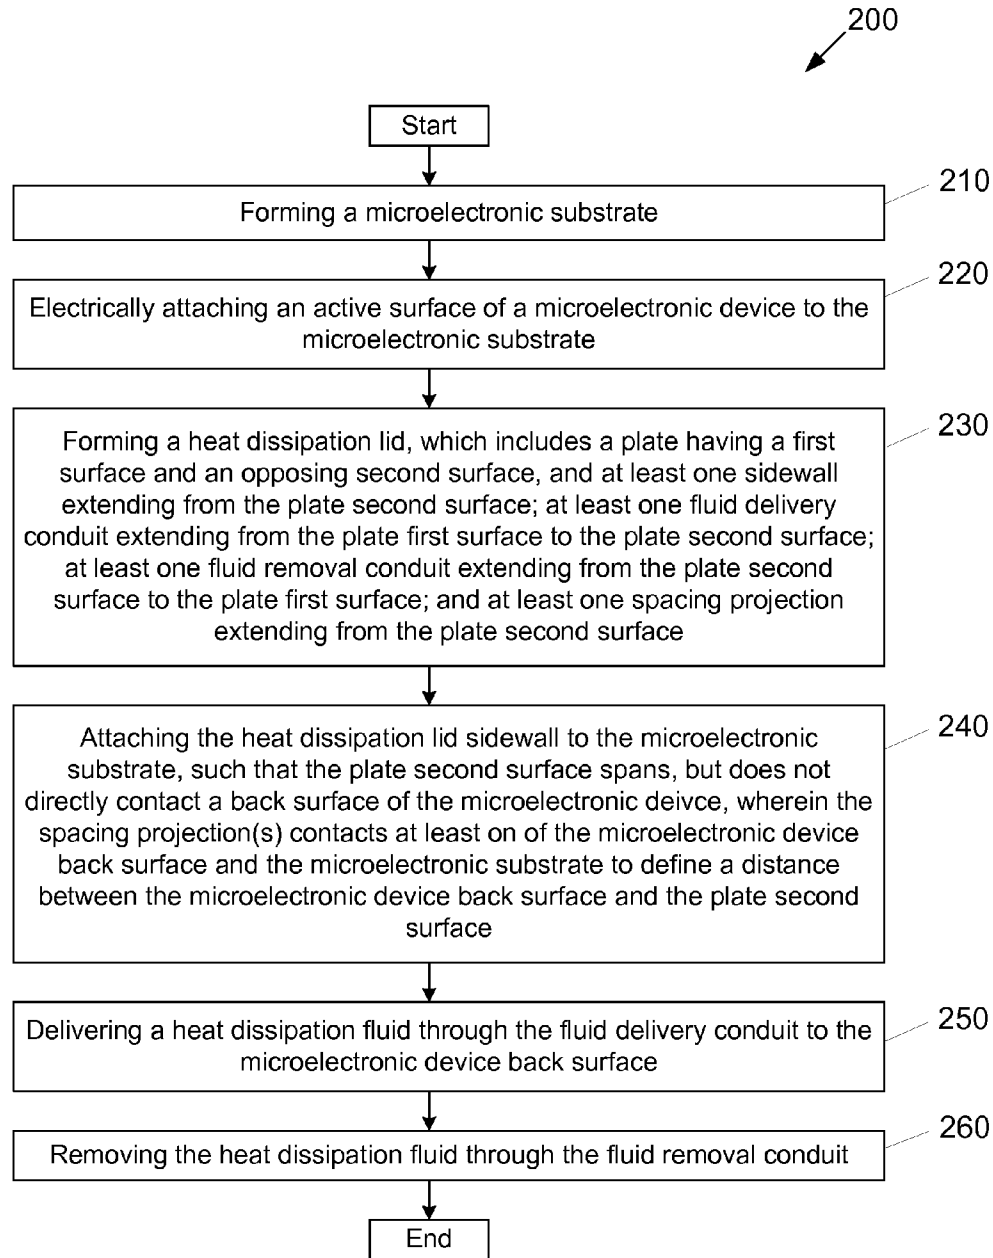 200
Start
210
Forming a microelectronic substrate
220
Electrically attaching an active surface of a microelectronic device to the
microelectronic substrate
230
Forming a heat dissipation lid, which includes a plate having a first
surface and an opposing second surface, and at least one sidewall
extending from the plate second surface; at least one fluid delivery
conduit extending from the plate first surface to the plate second surface;
at least one fluid removal conduit extending from the plate second
surface to the plate first surface; and at least one spacing projection
extending from the plate second surface
240
Attaching the heat dissipation lid sidewall to the microelectronic
substrate, such that the plate second surface spans, but does not
directly contact a back surface of the microelectronic deivce, wherein the
spacing projection(s) contacts at least on of the microelectronic device
back surface and the microelectronic substrate to define a distance
between the microelectronic device back surface and the plate second
surface
250
Delivering a heat dissipation fluid through the fluid delivery conduit to the
microelectronic device back surface
260
Removing the heat dissipation fluid through the fluid removal conduit
End